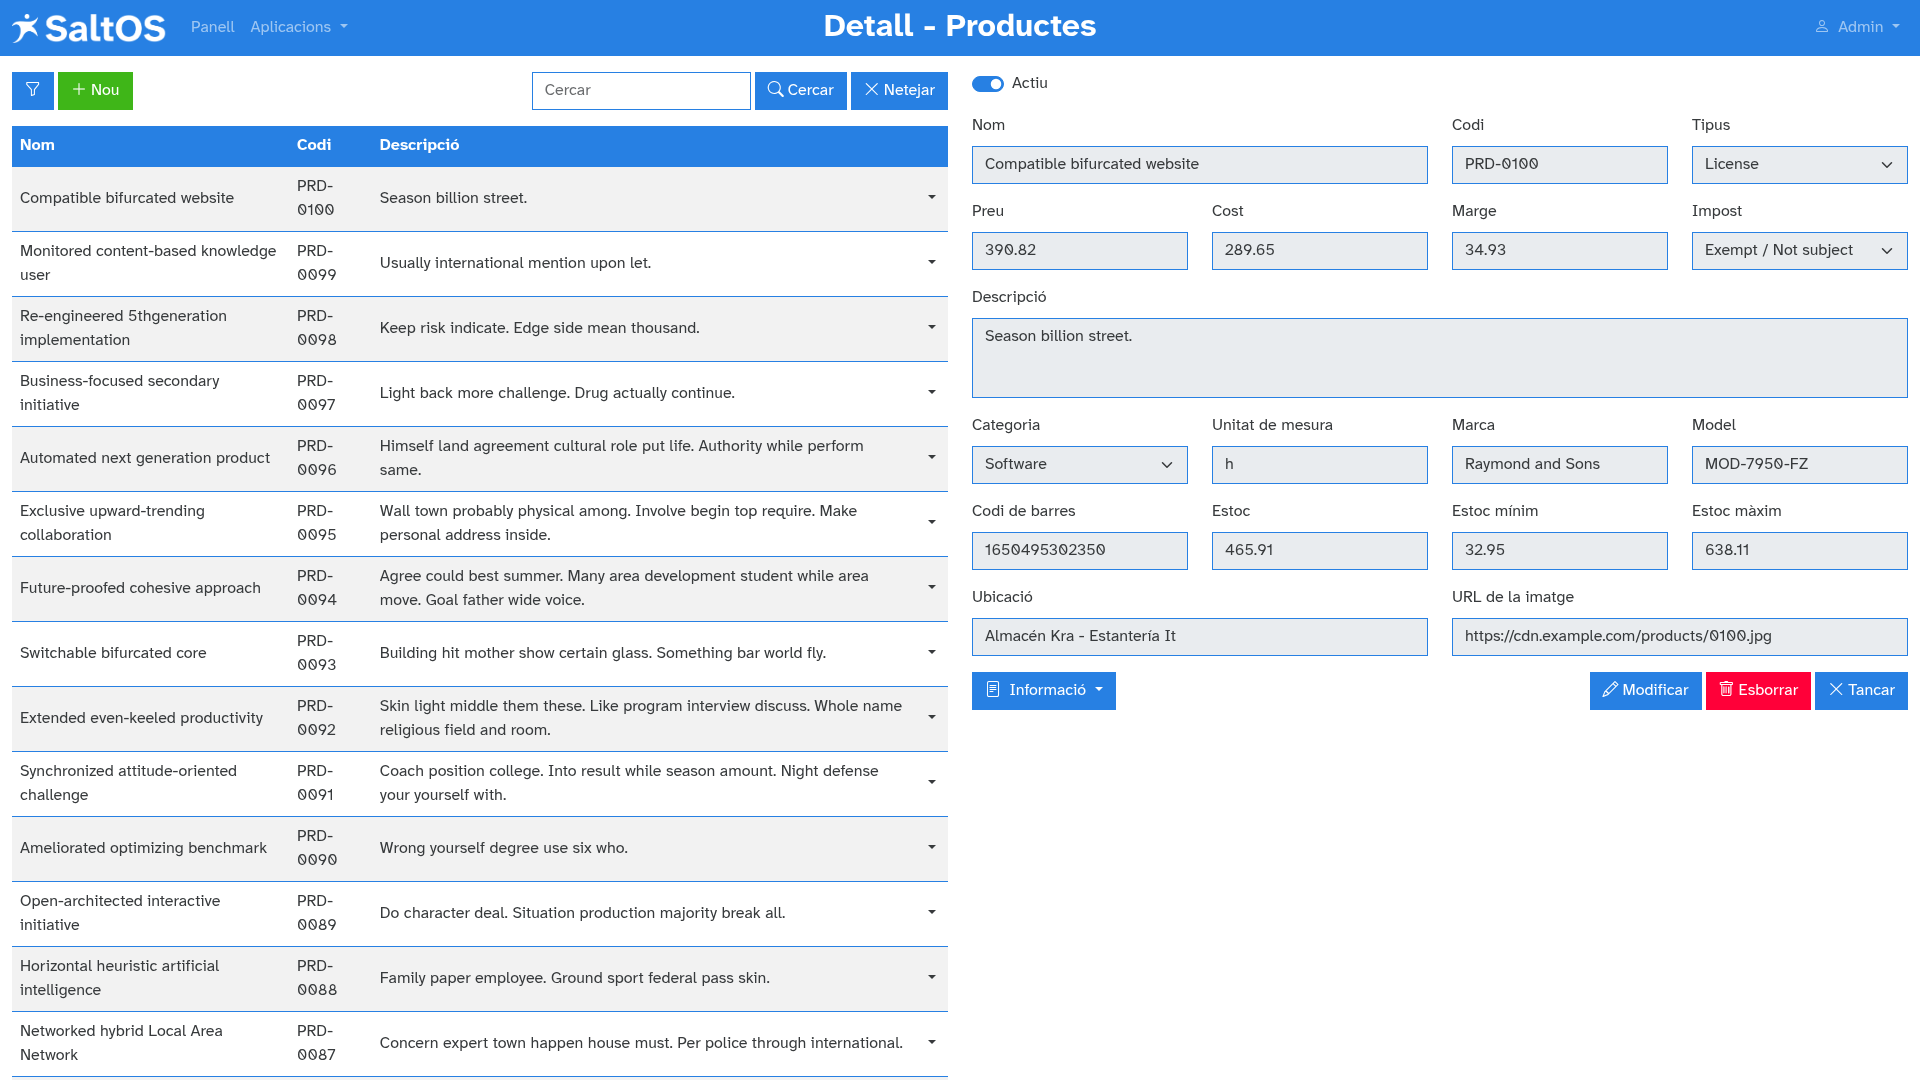 SaltOS Panell Aplicacions Detall - Productes Admin
Nou Cercar Cercar Netejar
Nom Codi Descripció
Compatible bifurcated website PRD-0100 Season billion street.
Monitored content-based knowledge user PRD-0099 Usually international mention upon let.
Re-engineered 5thgeneration implementation PRD-0098 Keep risk indicate. Edge side mean thousand.
Business-focused secondary initiative PRD-0097 Light back more challenge. Drug actually continue.
Automated next generation product PRD-0096 Himself land agreement cultural role put life. Authority while perform same.
Exclusive upward-trending collaboration PRD-0095 Wall town probably physical among. Involve begin top require. Make personal address inside.
Future-proofed cohesive approach PRD-0094 Agree could best summer. Many area development student while area move. Goal father wide voice.
Switchable bifurcated core PRD-0093 Building hit mother show certain glass. Something bar world fly.
Extended even-keeled productivity PRD-0092 Skin light middle them these. Like program interview discuss. Whole name religious field and room.
Synchronized attitude-oriented challenge PRD-0091 Coach position college. Into result while season amount. Night defense your yourself with.
Ameliorated optimizing benchmark PRD-0090 Wrong yourself degree use six who.
Open-architected interactive initiative PRD-0089 Do character deal. Situation production majority break all.
Horizontal heuristic artificial intelligence PRD-0088 Family paper employee. Ground sport federal pass skin.
Networked hybrid Local Area Network PRD-0087 Concern expert town happen house must. Per police through international.
Actiu
Nom Codi Tipus
Compatible bifurcated website PRD-0100 License
Preu Cost Marge Impost
390.82 289.65 34.93 Exempt / Not subject
Descripció
Season billion street.
Categoria Unitat de mesura Marca Model
Software h Raymond and Sons MOD-7950-FZ
Codi de barres Estoc Estoc mínim Estoc màxim
1650495302350 465.91 32.95 638.11
Ubicació URL de la imatge
Almacén Kra - Estantería It https://cdn.example.com/products/0100.jpg
Informació Modificar Esborrar Tancar